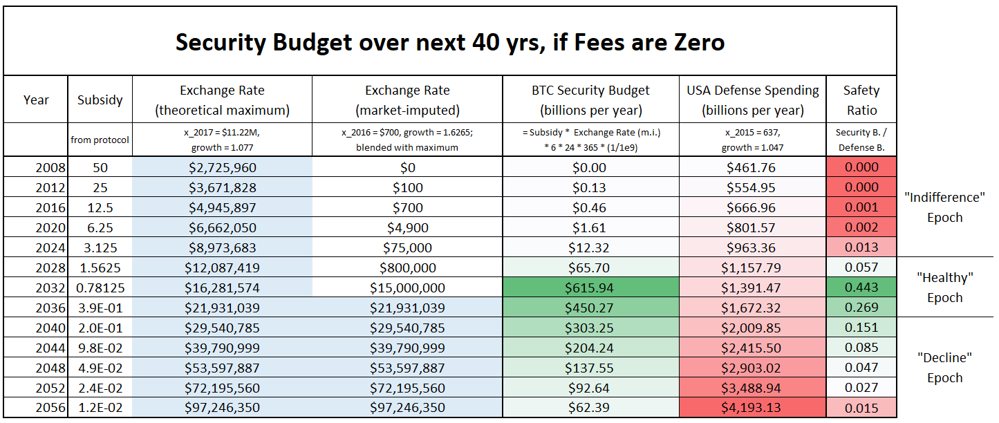 Security Budget over next 40 yrs, if Fees are Zero
Year Subsidy Exchange Rate (theoretical maximum) Exchange Rate (market-imputed) BTC Security Budget (billions per year) USA Defense Spending (billions per year) Safety Ratio
from protocol x_2017 = $11.22M, growth = 1.077 x_2016 = $700, growth = 1.6265; blended with maximum = Subsidy * Exchange Rate (m.i.) * 6 * 24 * 365 * (1/1e9) x_2015 = 637, growth = 1.047 Security B. / Defense B.
2008 50 $2,725,960 $0 $0.00 $461.76 0.000
2012 25 $3,671,828 $100 $0.13 $554.95 0.000
2016 12.5 $4,945,897 $700 $0.46 $666.96 0.001
2020 6.25 $6,662,050 $4,900 $1.61 $801.57 0.002
2024 3.125 $8,973,683 $75,000 $12.32 $963.36 0.013
"Indifference" Epoch
2028 1.5625 $12,087,419 $800,000 $65.70 $1,157.79 0.057
2032 0.78125 $16,281,574 $15,000,000 $615.94 $1,391.47 0.443
2036 3.9E-01 $21,931,039 $21,931,039 $450.27 $1,672.32 0.269
"Healthy" Epoch
2040 2.0E-01 $29,540,785 $29,540,785 $303.25 $2,009.85 0.151
2044 9.8E-02 $39,790,999 $39,790,999 $204.24 $2,415.50 0.085
2048 4.9E-02 $53,597,887 $53,597,887 $137.55 $2,903.02 0.047
2052 2.4E-02 $72,195,560 $72,195,560 $92.64 $3,488.94 0.027
2056 1.2E-02 $97,246,350 $97,246,350 $62.39 $4,193.13 0.015
"Decline" Epoch